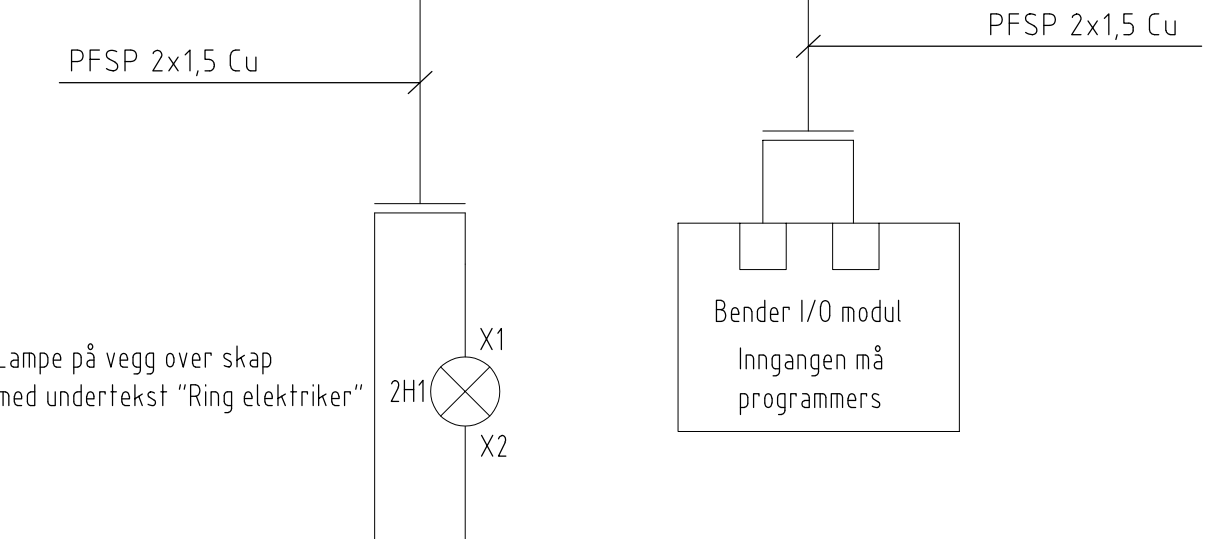 PFSP 2x1,5 Cu
PFSP 2x1,5 Cu
Lampe på vegg over skap
med undertekst "Ring elektriker"
2H1
X1
X2
Bender I/O modul
Inngangen må
programmers